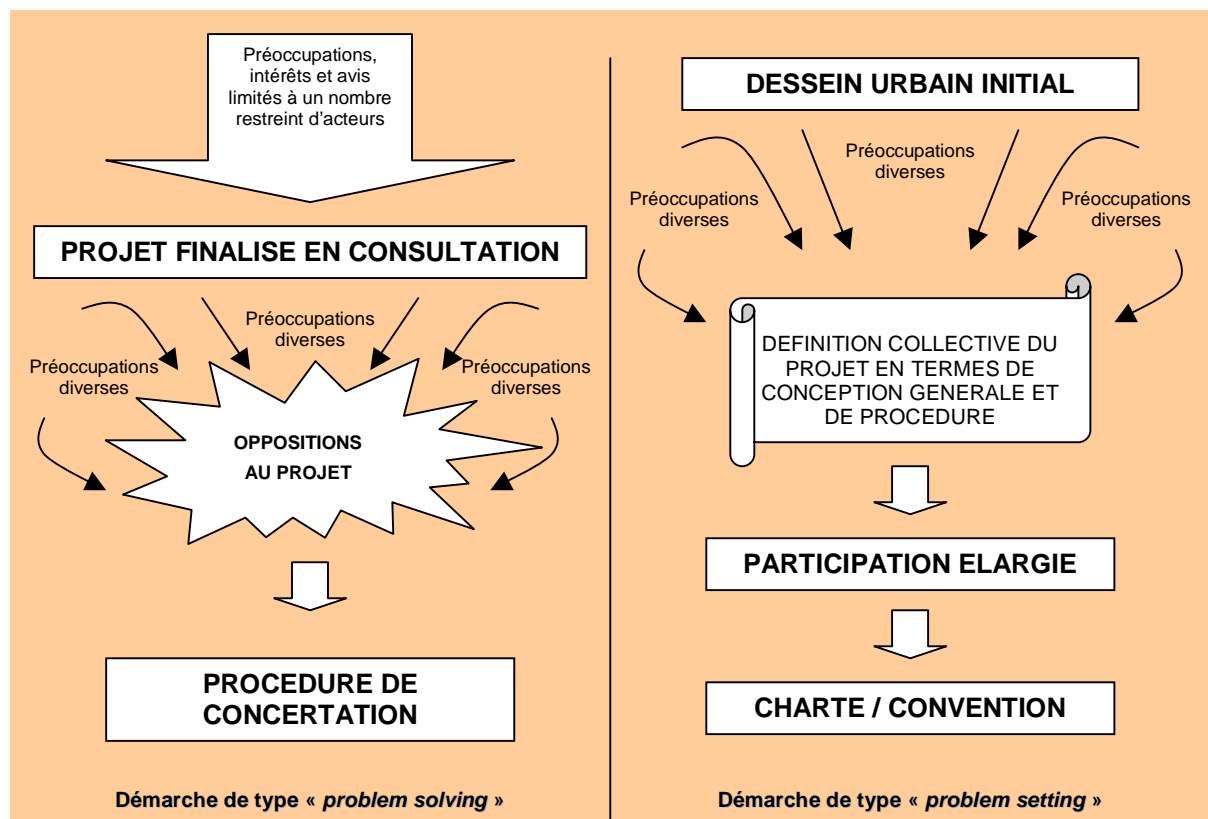 Préoccupations,
intérêts et avis
limités à un nombre
restreint d'acteurs
PROJET FINALISE EN CONSULTATION
Préoccupations
diverses
Préoccupations
diverses
Préoccupations
diverses
OPPOSITIONS
AU PROJET
PROCEDURE DE
CONCERTATION
Démarche de type « problem solving »
DESSEIN URBAIN INITIAL
Préoccupations
diverses
Préoccupations
diverses
Préoccupations
diverses
DEFINITION COLLECTIVE DU
PROJET EN TERMES DE
CONCEPTION GENERALE ET
DE PROCEDURE
PARTICIPATION ELARGIE
CHARTE / CONVENTION
Démarche de type « problem setting »